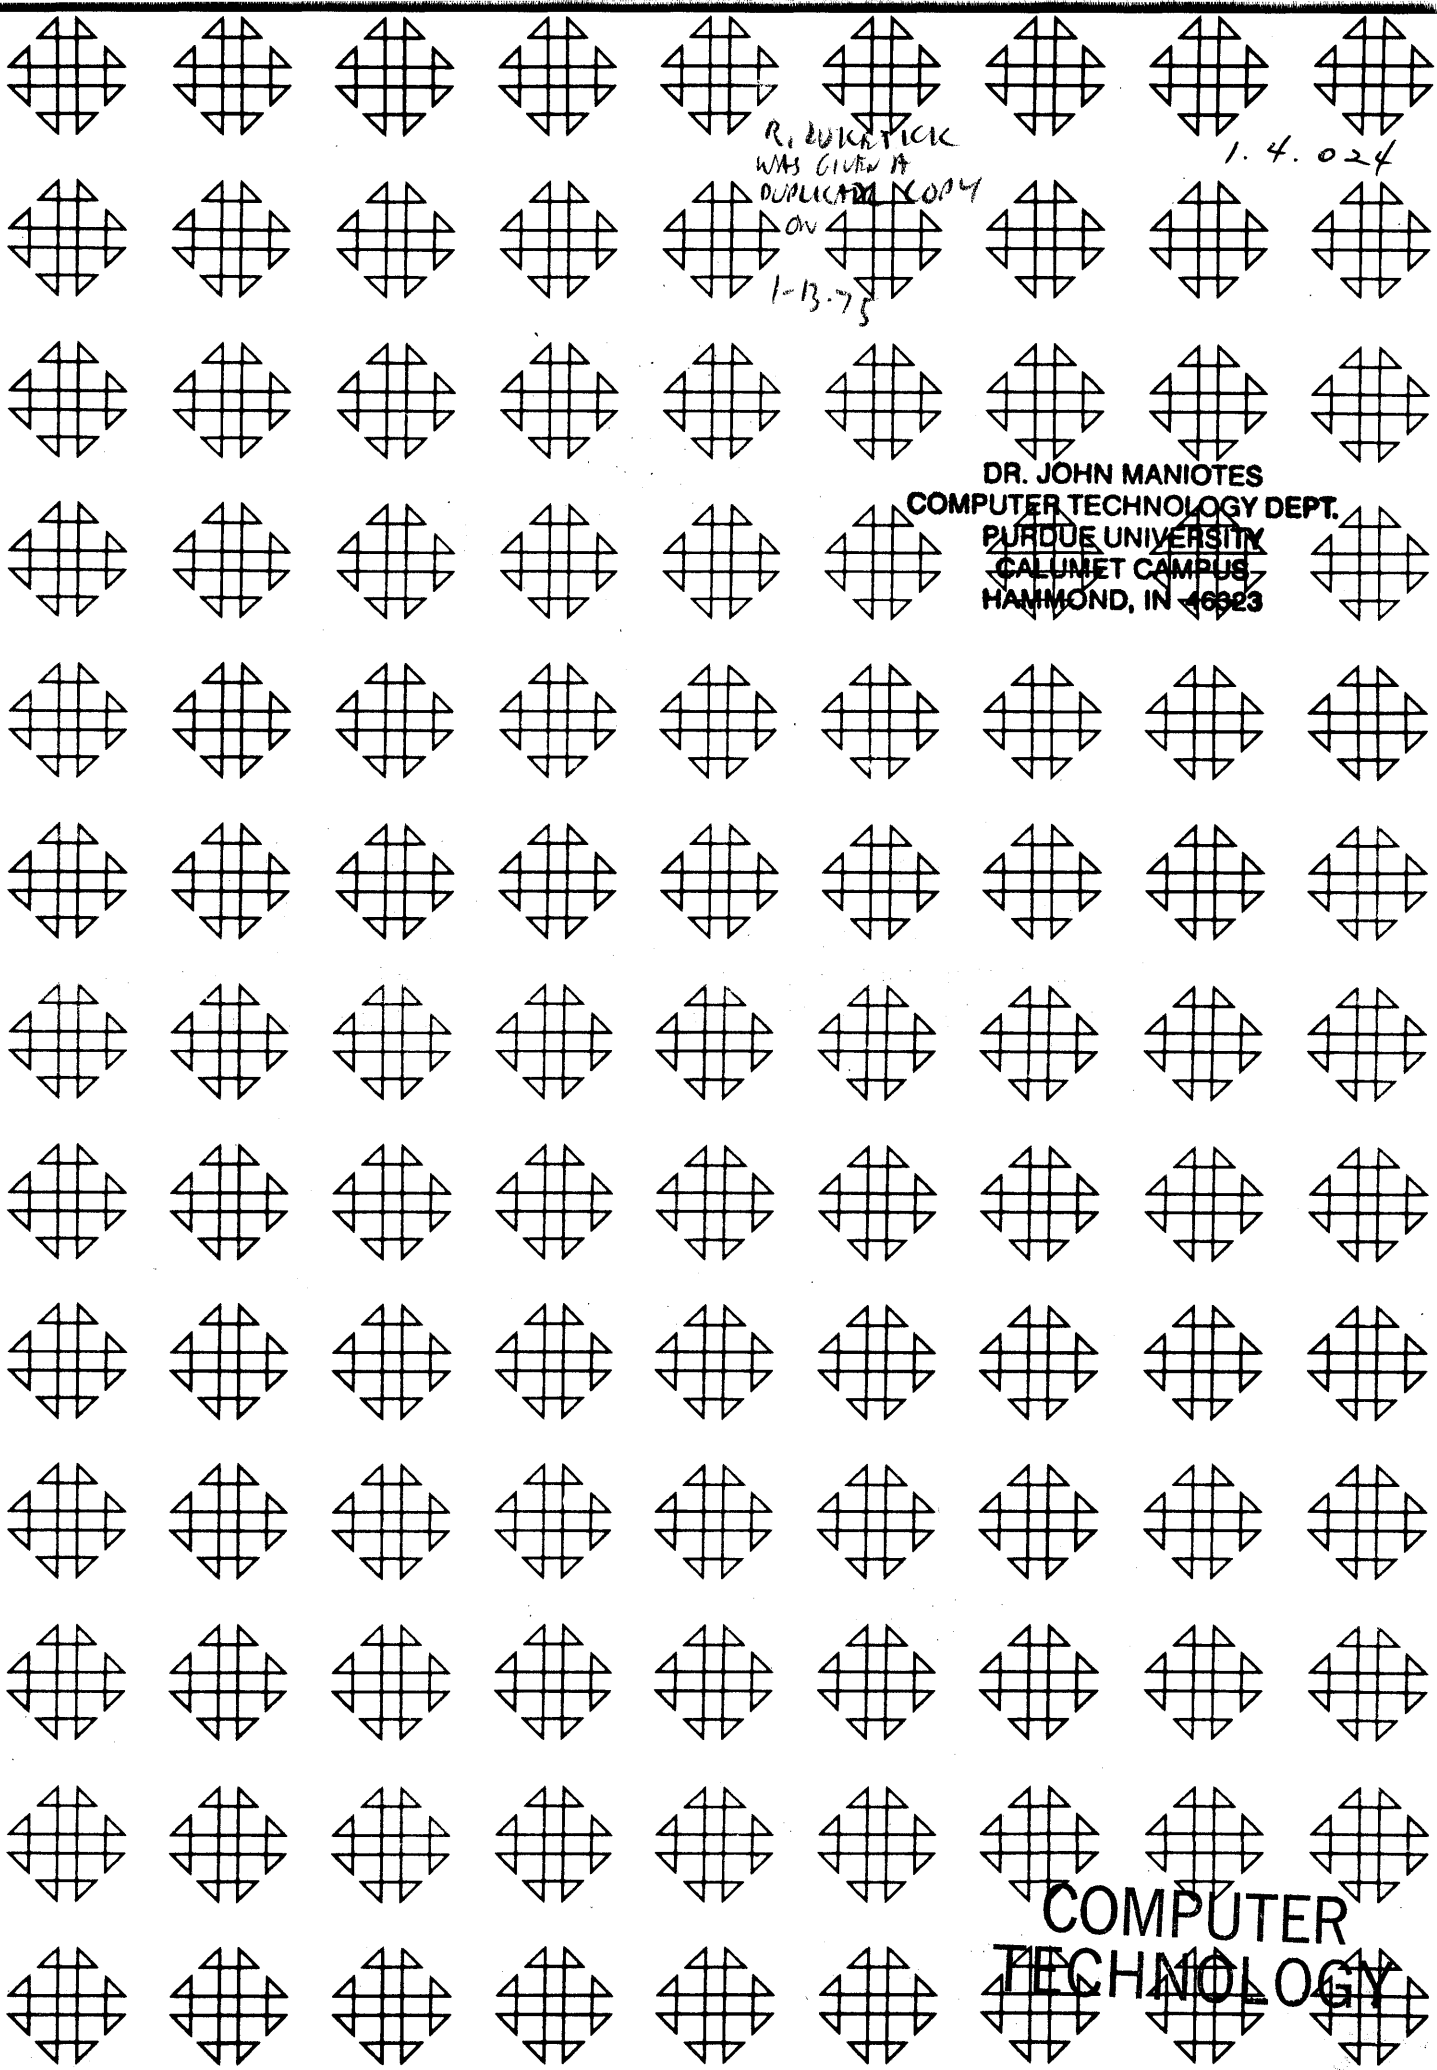 R. LUKETICK
WAS GIVEN A
DUPLICATE COPY
ON
1-13-75
1.4.024
DR. JOHN MANIOTES
COMPUTER TECHNOLOGY DEPT.
PURDUE UNIVERSITY
CALUMET CAMPUS
HAMMOND, IN 46323
COMPUTER
TECHNOLOGY